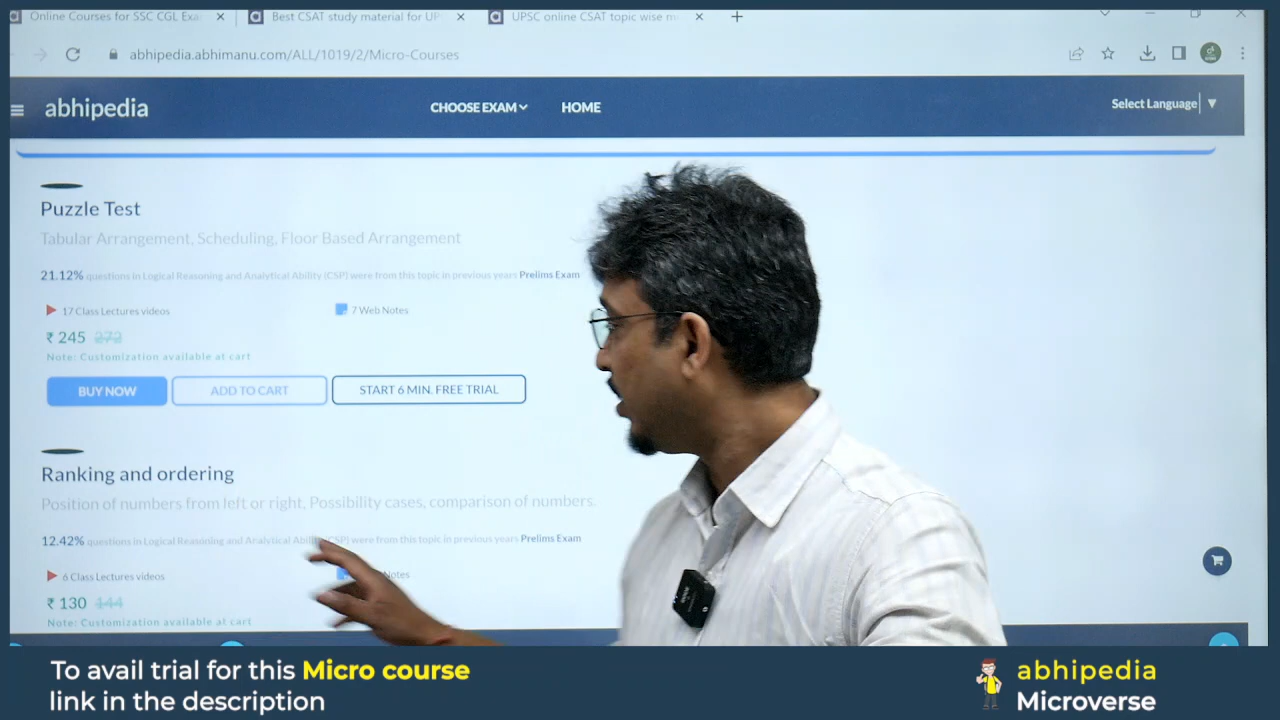 Online Courses for SSC CGL Exa
Best CSAT study material for UP
UPSC online CSAT topic wise m
abhipedia.abhimanu.com/ALL/1019/2/Micro-Courses
abhipedia
CHOOSE EXAM
HOME
Select Language
Puzzle Test
Tabular Arrangement, Scheduling, Floor Based Arrangement
21.12% questions in Logical Reasoning and Analytical Ability (CSP) were from this topic in previous years Prelims Exam
17 Class Lectures videos
7 Web Notes
₹ 245 272
Note: Customization available at cart
BUY NOW
ADD TO CART
START 6 MIN. FREE TRIAL
Ranking and ordering
Position of numbers from left or right, Possibility cases, comparison of numbers.
12.42% questions in Logical Reasoning and Analytical CSP) were from this topic in previous years Prelims Exam
6 Class Lectures videos
Notes
₹ 130 144
Note: Customization available at cart
To avail trial for this Micro course
link in the description
abhipedia
Microverse